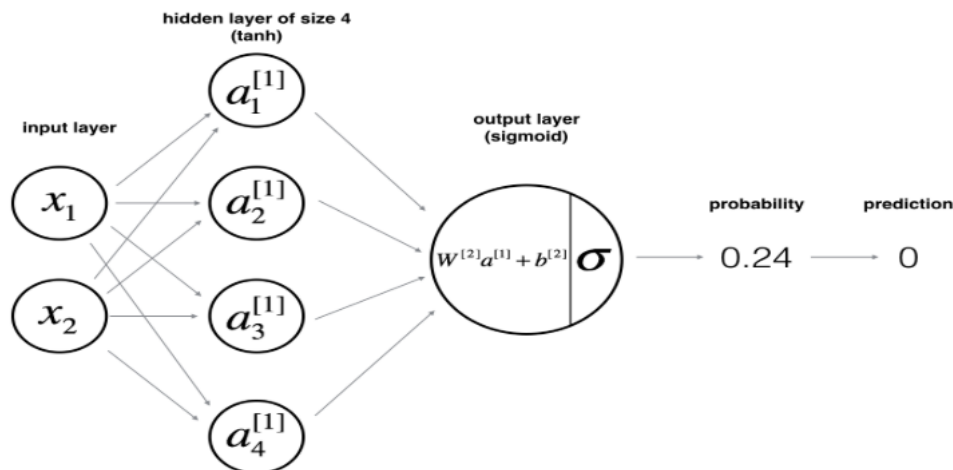 hidden layer of size 4
(tanh)
a₁^[1]
input layer
output layer
(sigmoid)
x₁
a₂^[1]
probability
prediction
W^[2]a^[1] + b^[2]
σ
0.24
0
x₂
a₃^[1]
a₄^[1]